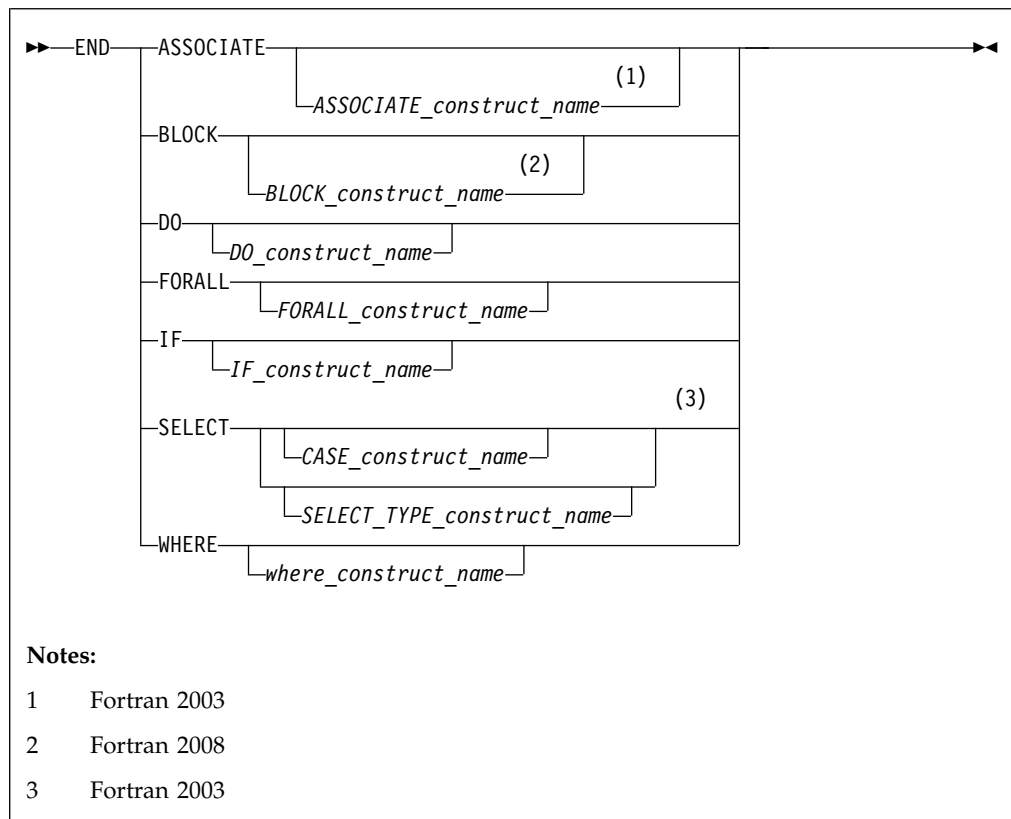 END ASSOCIATE
(1)
ASSOCIATE_construct_name
BLOCK
(2)
BLOCK_construct_name
DO
DO_construct_name
FORALL
FORALL_construct_name
IF
IF_construct_name
(3)
SELECT
CASE_construct_name
SELECT_TYPE_construct_name
WHERE
where_construct_name
Notes:
1 Fortran 2003
2 Fortran 2008
3 Fortran 2003